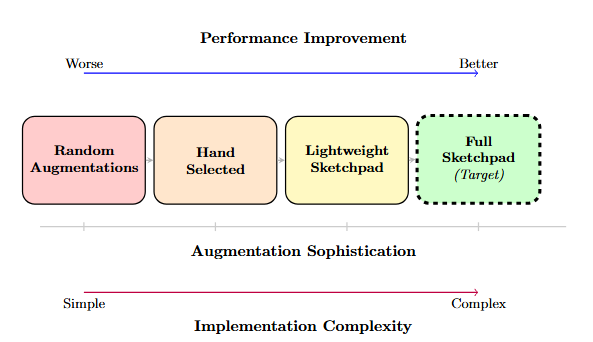 Performance Improvement
Worse
Better
Random
Augmentations
Hand
Selected
Lightweight
Sketchpad
Full
Sketchpad
(Target)
Augmentation Sophistication
Simple
Complex
Implementation Complexity